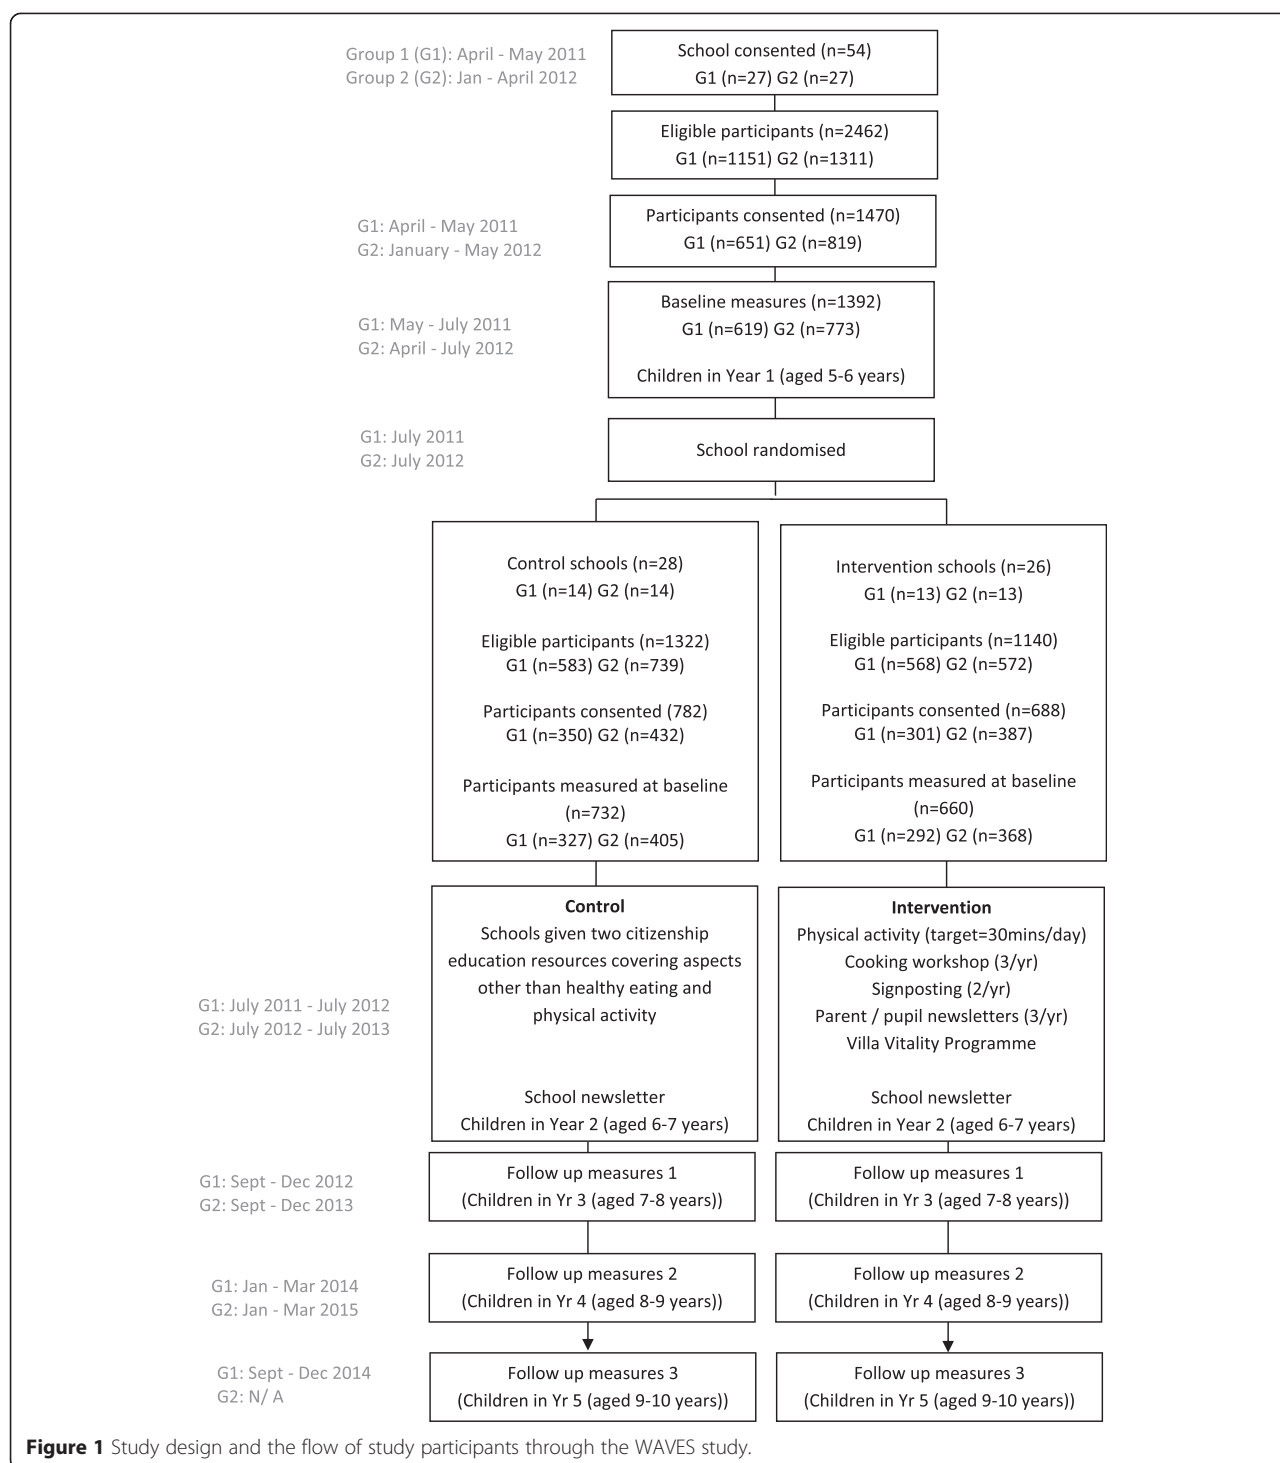 Group 1 (G1): April - May 2011
Group 2 (G2): Jan - April 2012
School consented (n=54)
G1 (n=27) G2 (n=27)
Eligible participants (n=2462)
G1 (n=1151) G2 (n=1311)
G1: April - May 2011
G2: January - May 2012
Participants consented (n=1470)
G1 (n=651) G2 (n=819)
G1: May - July 2011
G2: April - July 2012
Baseline measures (n=1392)
G1 (n=619) G2 (n=773)
Children in Year 1 (aged 5-6 years)
G1: July 2011
G2: July 2012
School randomised
Control schools (n=28)
G1 (n=14) G2 (n=14)
Eligible participants (n=1322)
G1 (n=583) G2 (n=739)
Participants consented (782)
G1 (n=350) G2 (n=432)
Participants measured at baseline
(n=732)
G1 (n=327) G2 (n=405)
Intervention schools (n=26)
G1 (n=13) G2 (n=13)
Eligible participants (n=1140)
G1 (n=568) G2 (n=572)
Participants consented (n=688)
G1 (n=301) G2 (n=387)
Participants measured at baseline
(n=660)
G1 (n=292) G2 (n=368)
G1: July 2011 - July 2012
G2: July 2012 - July 2013
Control
Schools given two citizenship
education resources covering aspects
other than healthy eating and
physical activity
School newsletter
Children in Year 2 (aged 6-7 years)
Intervention
Physical activity (target=30mins/day)
Cooking workshop (3/yr)
Signposting (2/yr)
Parent / pupil newsletters (3/yr)
Villa Vitality Programme
School newsletter
Children in Year 2 (aged 6-7 years)
G1: Sept - Dec 2012
G2: Sept - Dec 2013
Follow up measures 1
(Children in Yr 3 (aged 7-8 years))
Follow up measures 1
(Children in Yr 3 (aged 7-8 years))
G1: Jan - Mar 2014
G2: Jan - Mar 2015
Follow up measures 2
(Children in Yr 4 (aged 8-9 years))
Follow up measures 2
(Children in Yr 4 (aged 8-9 years))
G1: Sept - Dec 2014
G2: N/ A
Follow up measures 3
(Children in Yr 5 (aged 9-10 years))
Follow up measures 3
(Children in Yr 5 (aged 9-10 years))
Figure 1 Study design and the flow of study participants through the WAVES study.